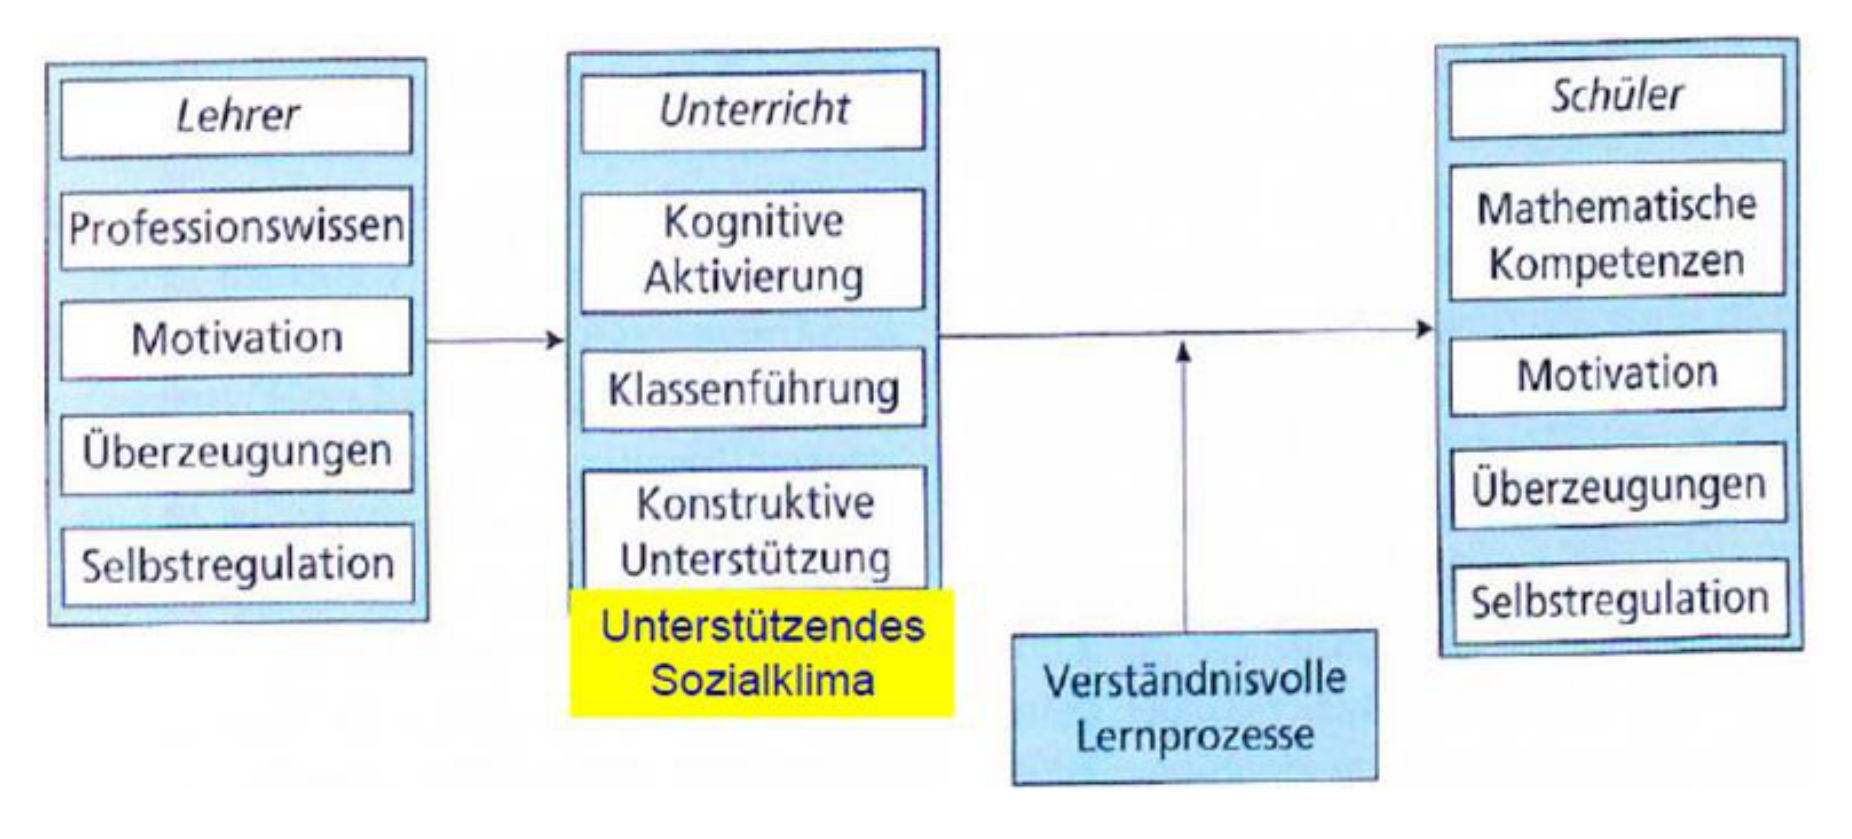 Lehrer
Professionswissen
Motivation
Überzeugungen
Selbstregulation
Unterricht
Kognitive
Aktivierung
Klassenführung
Konstruktive
Unterstützung
Unterstützendes
Sozialklima
Verständnisvolle
Lernprozesse
Schüler
Mathematische
Kompetenzen
Motivation
Überzeugungen
Selbstregulation